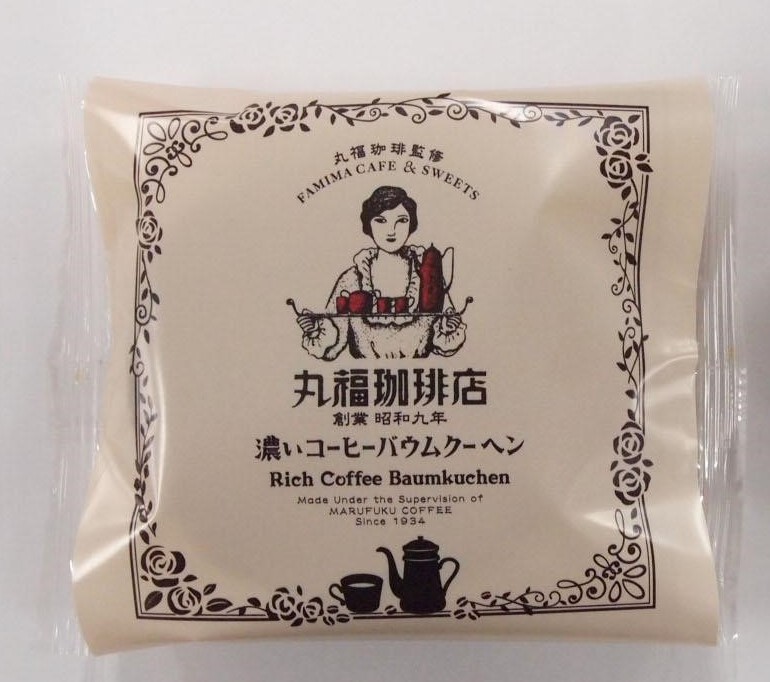 丸福珈琲監修
FAMIMA CAFE & SWEETS
丸福珈琲店
創業 昭和九年
濃いコーヒーバウムクーヘン
Rich Coffee Baumkuchen
Made Under the Supervision of
MARUFUKU COFFEE
Since 1934